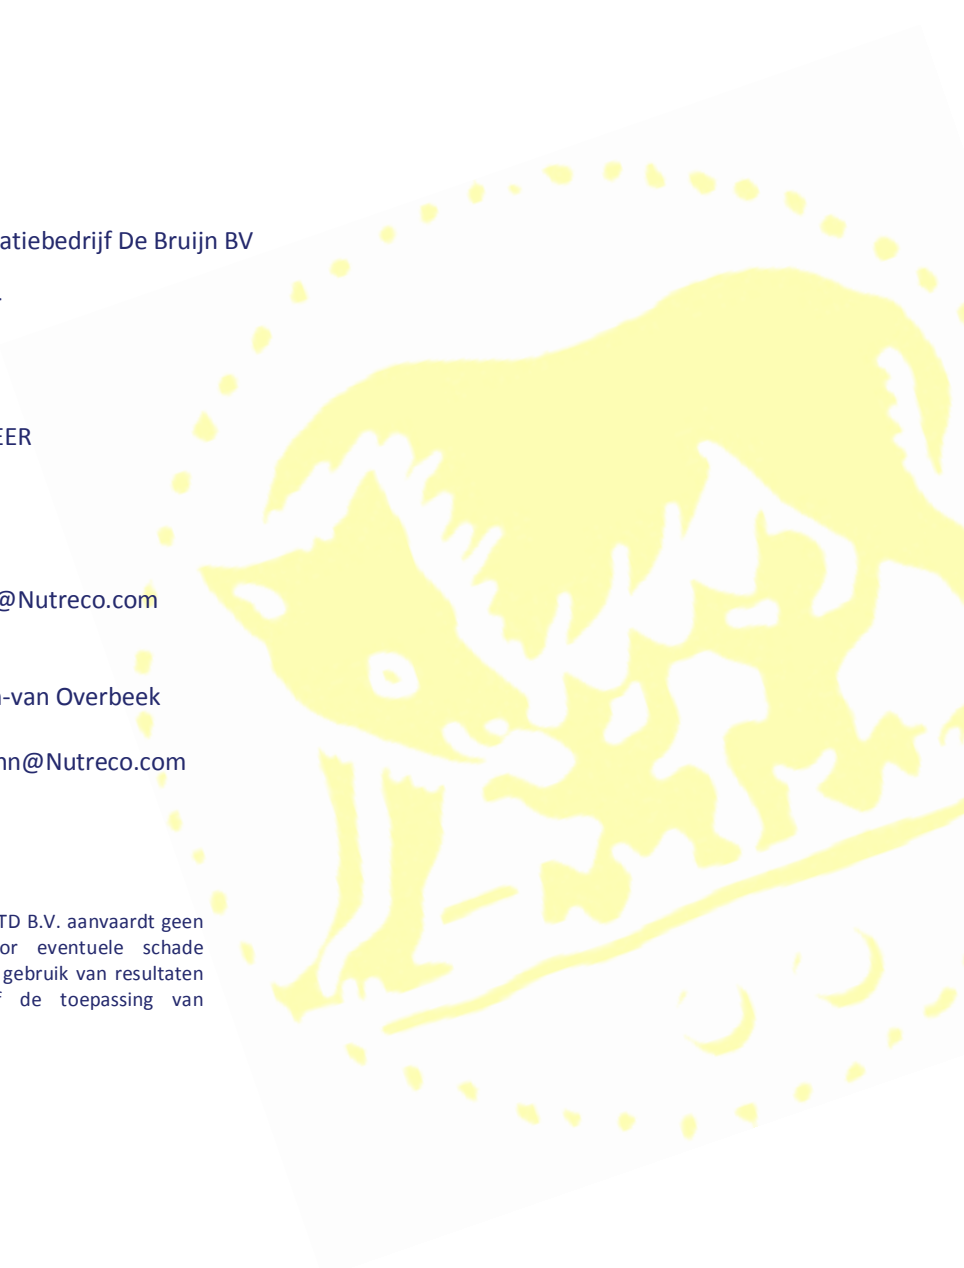 atiebedrijf De Bruijn BV
EER
@Nutreco.com
-van Overbeek
nn@Nutreco.com
TD B.V. aanvaardt geen
or eventuele schade
gebruik van resultaten
de toepassing van